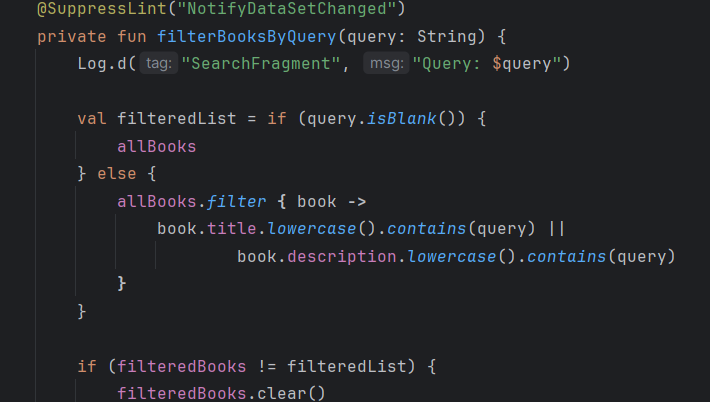 @SuppressLint("NotifyDataSetChanged")
private fun filterBooksByQuery(query: String) {
Log.d( tag: "SearchFragment", msg: "Query: $query")
val filteredList = if (query.isBlank()) {
allBooks
} else {
allBooks.filter { book ->
book.title.lowercase().contains(query) ||
book.description.lowercase().contains(query)
}
}
if (filteredBooks != filteredList) {
filteredBooks.clear()